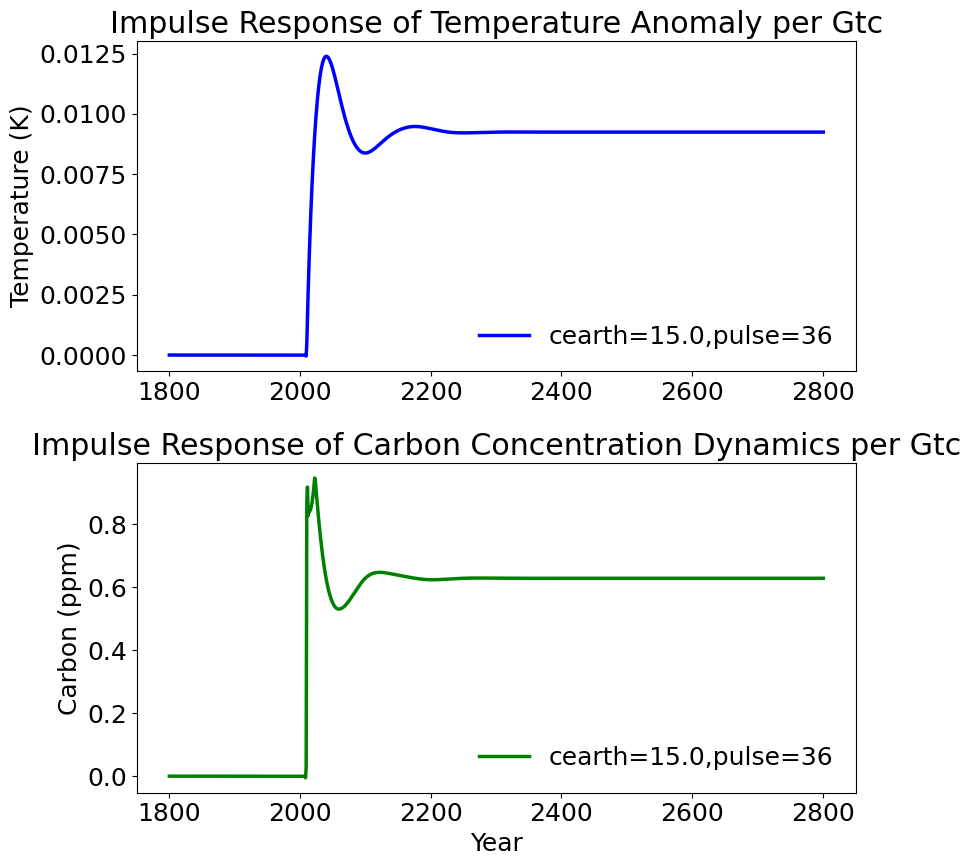 Impulse Response of Temperature Anomaly per Gtc
0.0125
0.0100
0.0075
0.0050
0.0025
0.0000
Temperature (K)
cearth=15.0,pulse=36
1800 2000 2200 2400 2600 2800
Impulse Response of Carbon Concentration Dynamics per Gtc
0.8
0.6
0.4
0.2
0.0
Carbon (ppm)
cearth=15.0,pulse=36
1800 2000 2200 2400 2600 2800
Year